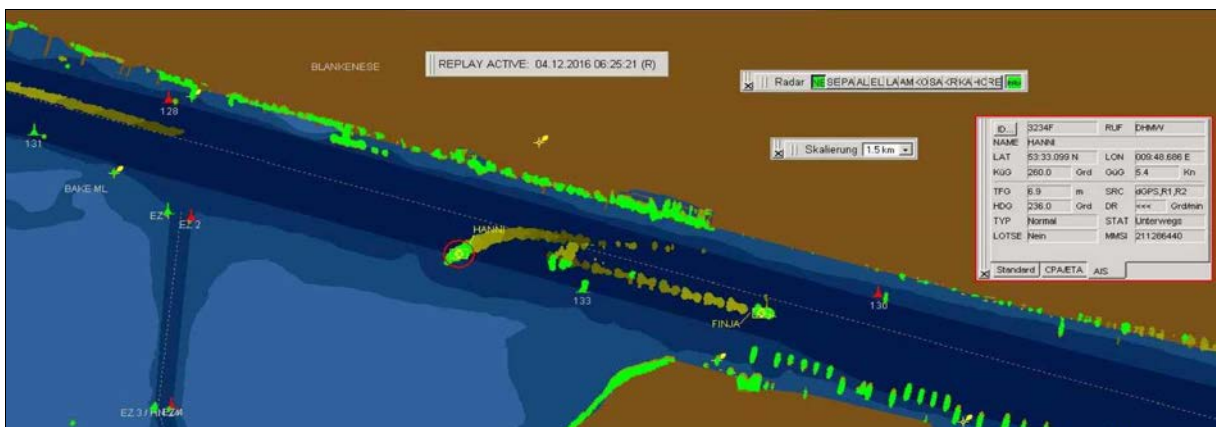 BLANKENESE
REPLAY ACTIVE: 04.12.2016 06:25:21 (R)
Radar
128
131
Skalierung 1.5 km
ID... 3234F RUF DHMW
NAME HANNI
LAT 53:33.099 N LON 009:48.686 E
KüG 260.0 Grd GüG 5.4 Kn
TFG 6.9 m SRC dGPS,R1,R2
HDG 236.0 Grd DR <<< Grd/min
TYP Normal STAT Unterwegs
LOTSE Nein MMSI 211286440
Standard CPA/ETA AIS
BAKE ML
EZ
EZ 2
HANNI
133
130
FINJA
EZ 3 /